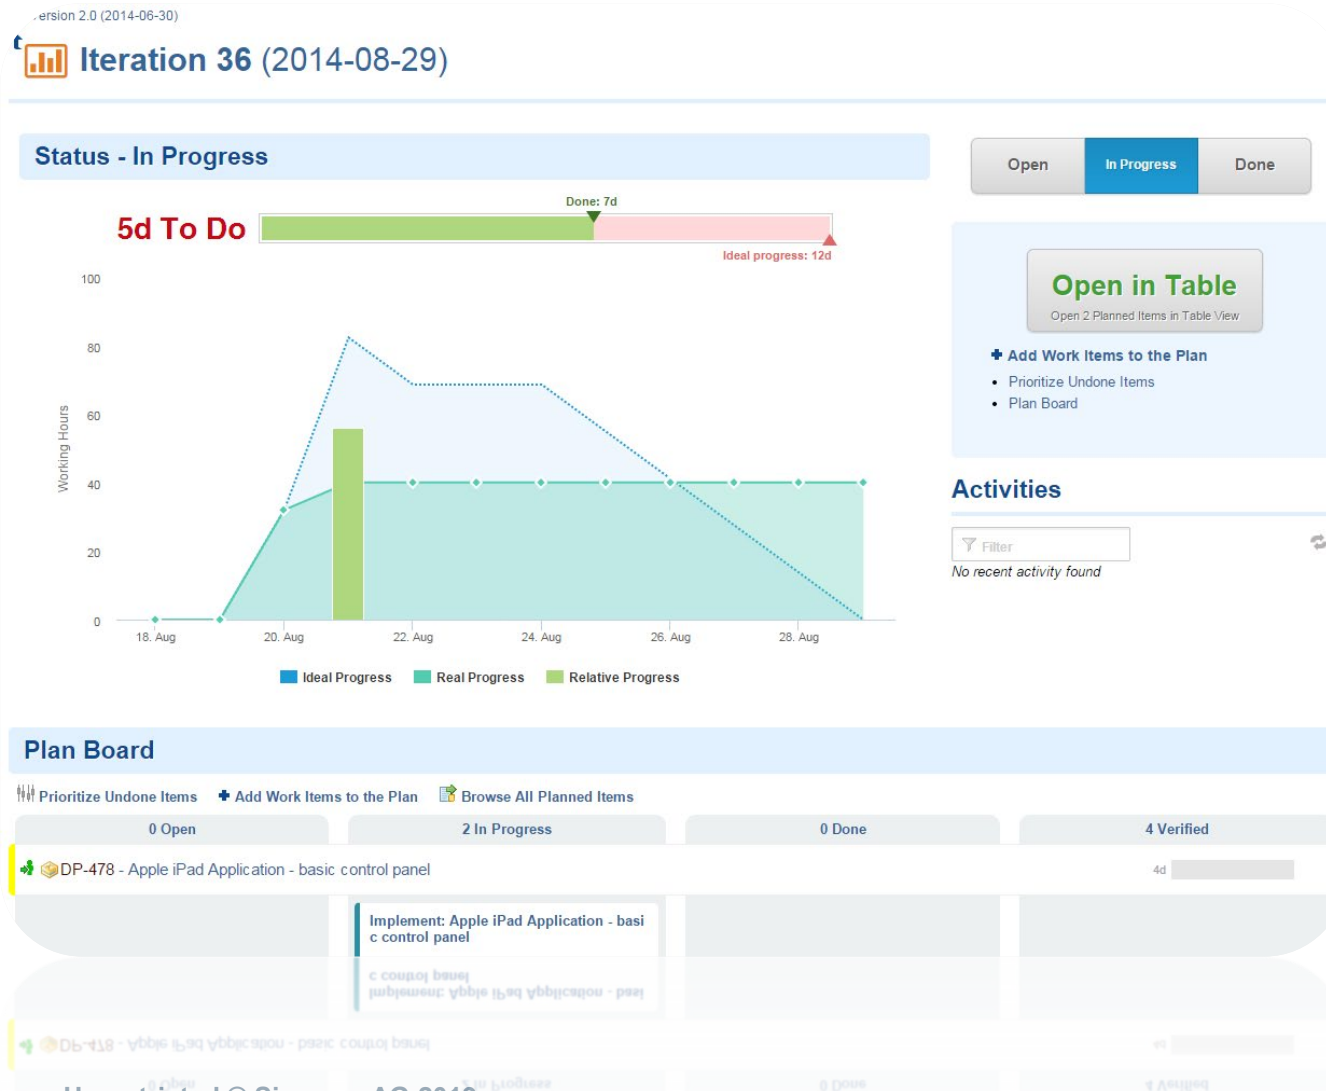 ersion 2.0 (2014-06-30)
Iteration 36 (2014-08-29)
Status - In Progress
Open
In Progress
Done
Done: 7d
5d To Do
Ideal progress: 12d
Open in Table
Open 2 Planned Items in Table View
Add Work Items to the Plan
Prioritize Undone Items
Plan Board
100
80
60
40
20
0
Working Hours
18. Aug
20. Aug
22. Aug
24. Aug
26. Aug
28. Aug
Ideal Progress
Real Progress
Relative Progress
Activities
Filter
No recent activity found
Plan Board
Prioritize Undone Items
Add Work Items to the Plan
Browse All Planned Items
0 Open
2 In Progress
0 Done
4 Verified
DP-478 - Apple iPad Application - basic control panel
4d
Implement: Apple iPad Application - basi
c control panel